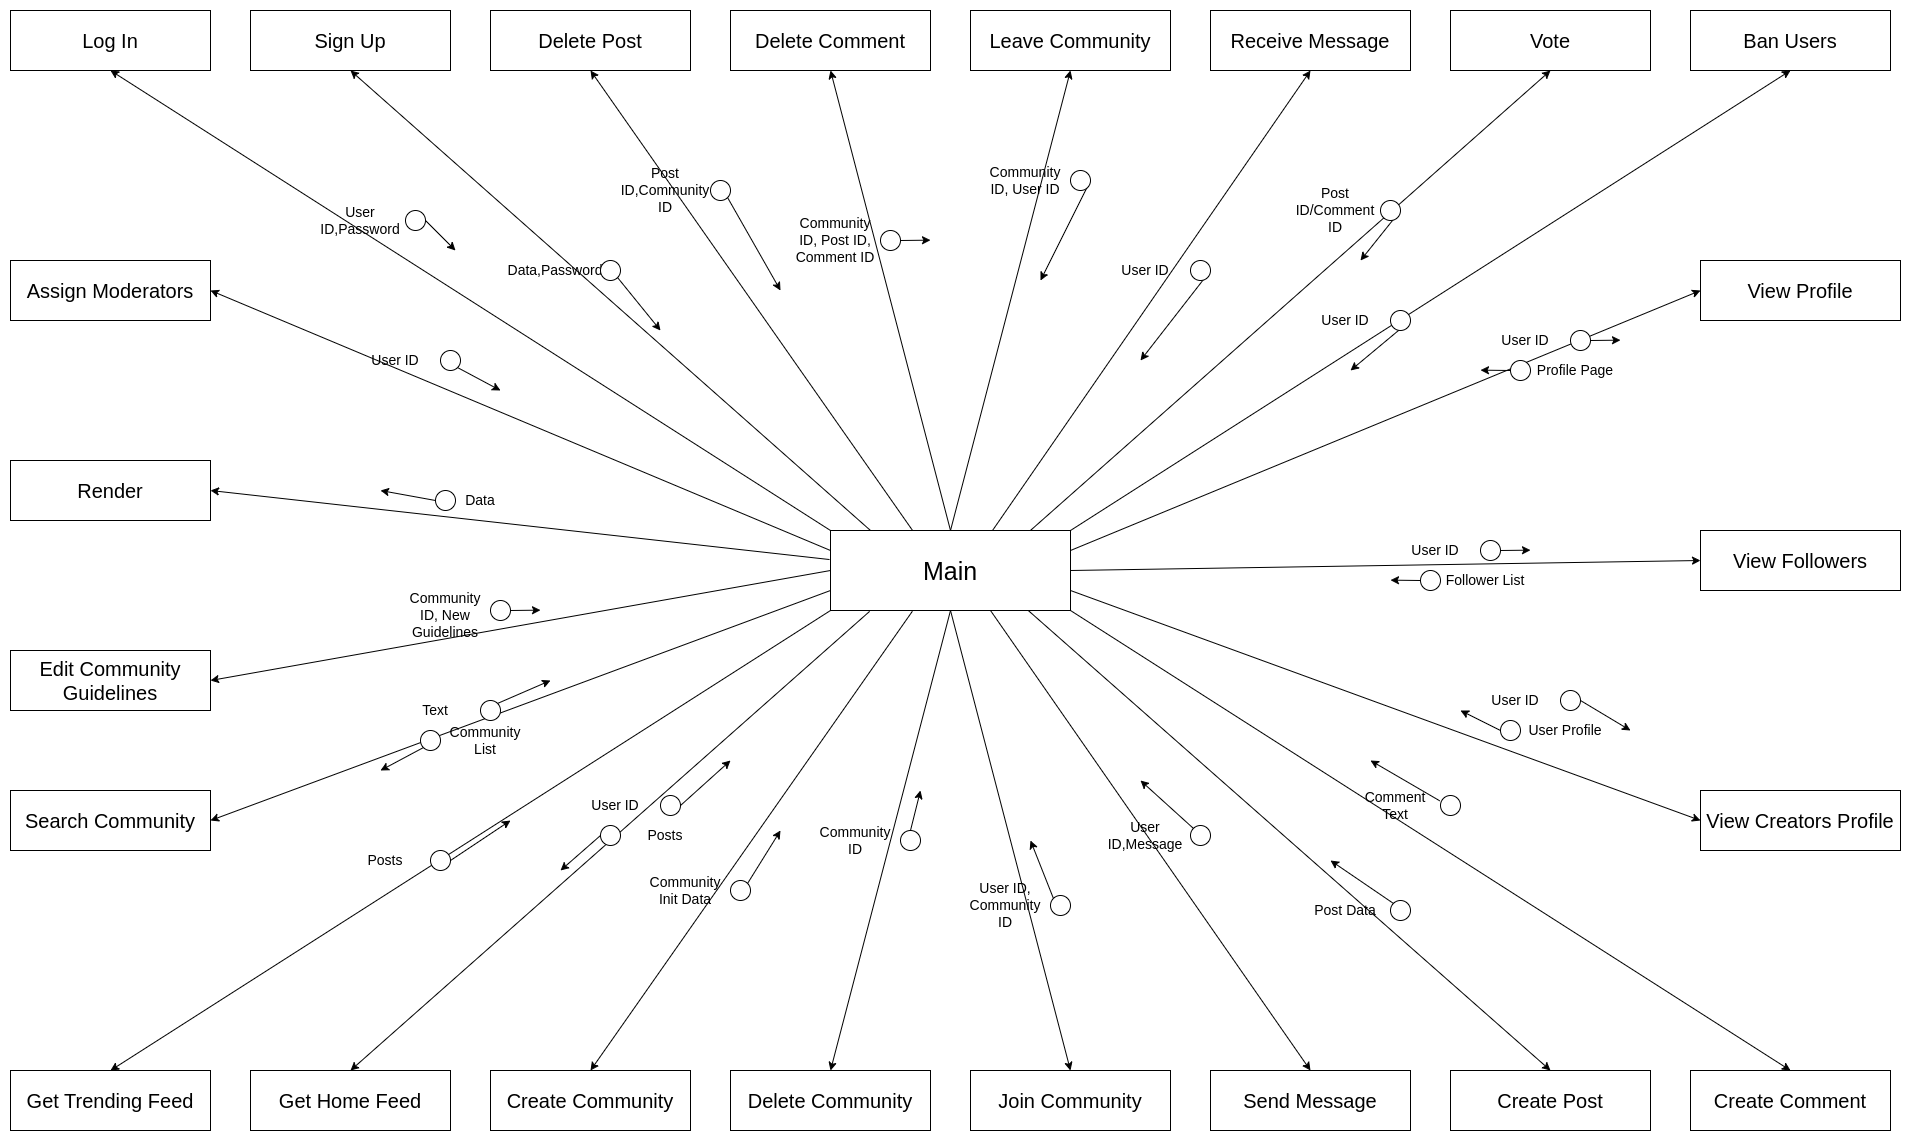 Log In
Sign Up
Delete Post
Delete Comment
Leave Community
Receive Message
Vote
Ban Users
Post
ID,Community
ID
Community
ID, User ID
Post
ID/Comment
ID
User
ID,Password
Community
ID, Post ID,
Comment ID
Data,Password
User ID
Assign Moderators
View Profile
User ID
User ID
User ID
Profile Page
Render
Data
Main
User ID
Follower List
View Followers
Community
ID, New
Guidelines
Edit Community
Guidelines
Text
Community
List
User ID
User Profile
Search Community
View Creators Profile
User ID
Posts
Comment
Text
Community
ID
User
ID,Message
Posts
Community
Init Data
User ID,
Community
ID
Post Data
Get Trending Feed
Get Home Feed
Create Community
Delete Community
Join Community
Send Message
Create Post
Create Comment